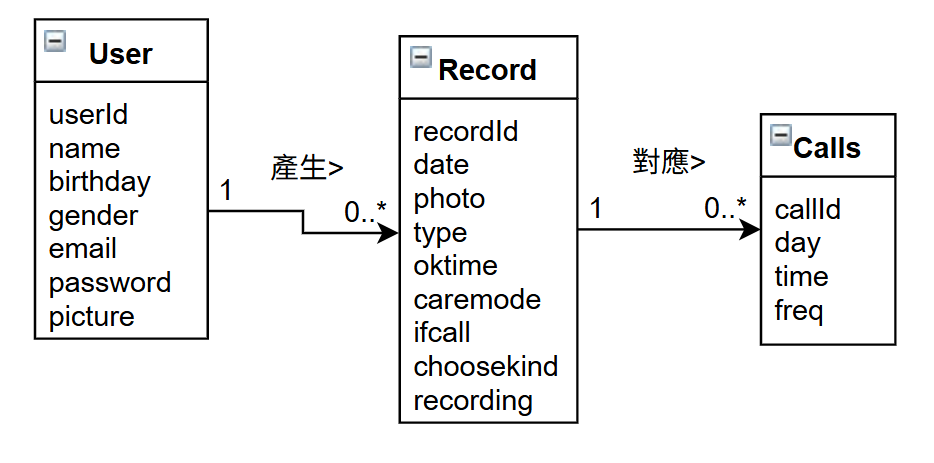 User
userId
name
birthday
gender
email
password
picture
1
產生>
0..*
Record
recordId
date
photo
type
oktime
caremode
ifcall
choosekind
recording
1
對應>
0..*
Calls
callId
day
time
freq